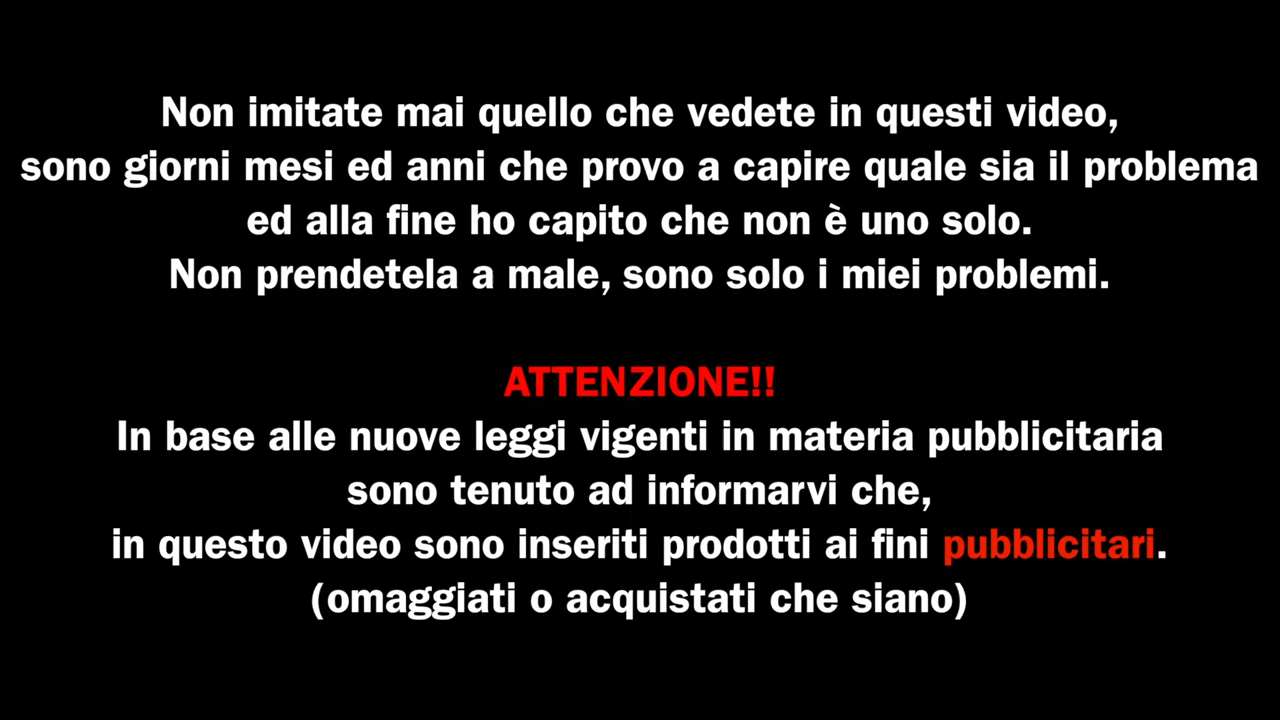 Non imitate mai quello che vedete in questi video,
sono giorni mesi ed anni che provo a capire quale sia il problema
ed alla fine ho capito che non è uno solo.
Non prendetela a male, sono solo i miei problemi.
ATTENZIONE!!
In base alle nuove leggi vigenti in materia pubblicitaria
sono tenuto ad informarvi che,
in questo video sono inseriti prodotti ai fini pubblicitari.
(omaggiati o acquistati che siano)